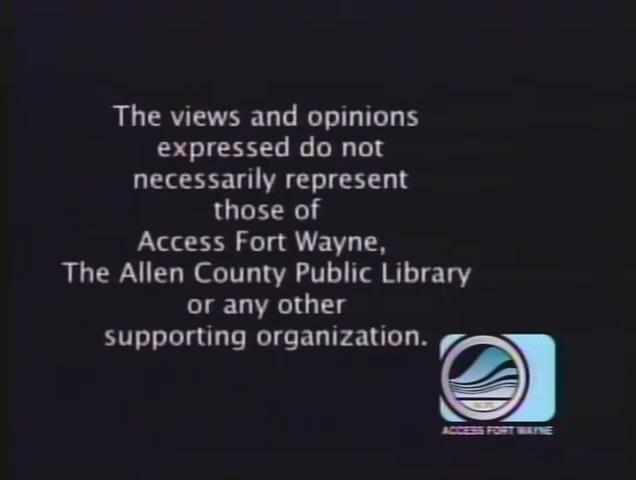 The views and opinions
expressed do not
necessarily represent
those of
Access Fort Wayne,
The Allen County Public Library
or any other
supporting organization.
ACCESS FORT WAYNE